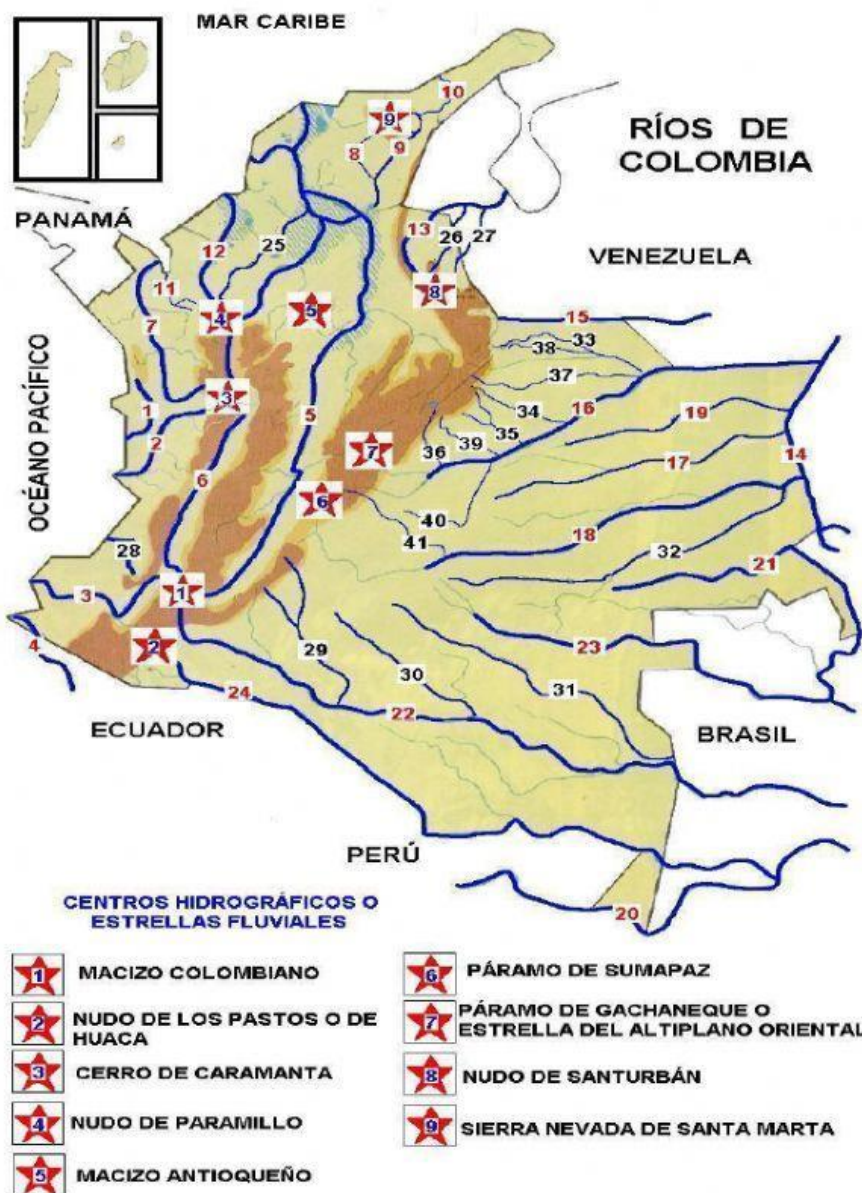 MAR CARIBE
RÍOS DE
COLOMBIA
PANAMÁ
VENEZUELA
OCÉANO PACÍFICO
ECUADOR
BRASIL
PERÚ
9
10
8
9
13
26
27
12
25
11
4
5
8
7
15
33
38
37
3
1
5
34
16
19
2
39
35
7
36
17
14
6
6
40
18
41
32
28
21
3
1
2
4
29
23
30
31
24
22
20
CENTROS HIDROGRÁFICOS O
ESTRELLAS FLUVIALES
1 MACIZO COLOMBIANO
2 NUDO DE LOS PASTOS O DE
HUACA
3 CERRO DE CARAMANTA
4 NUDO DE PARAMILLO
5 MACIZO ANTIOQUEÑO
6 PÁRAMO DE SUMAPAZ
7 PÁRAMO DE GACHANEQUE O
ESTRELLA DEL ALTIPLANO ORIENTAL
8 NUDO DE SANTURBÁN
9 SIERRA NEVADA DE SANTA MARTA